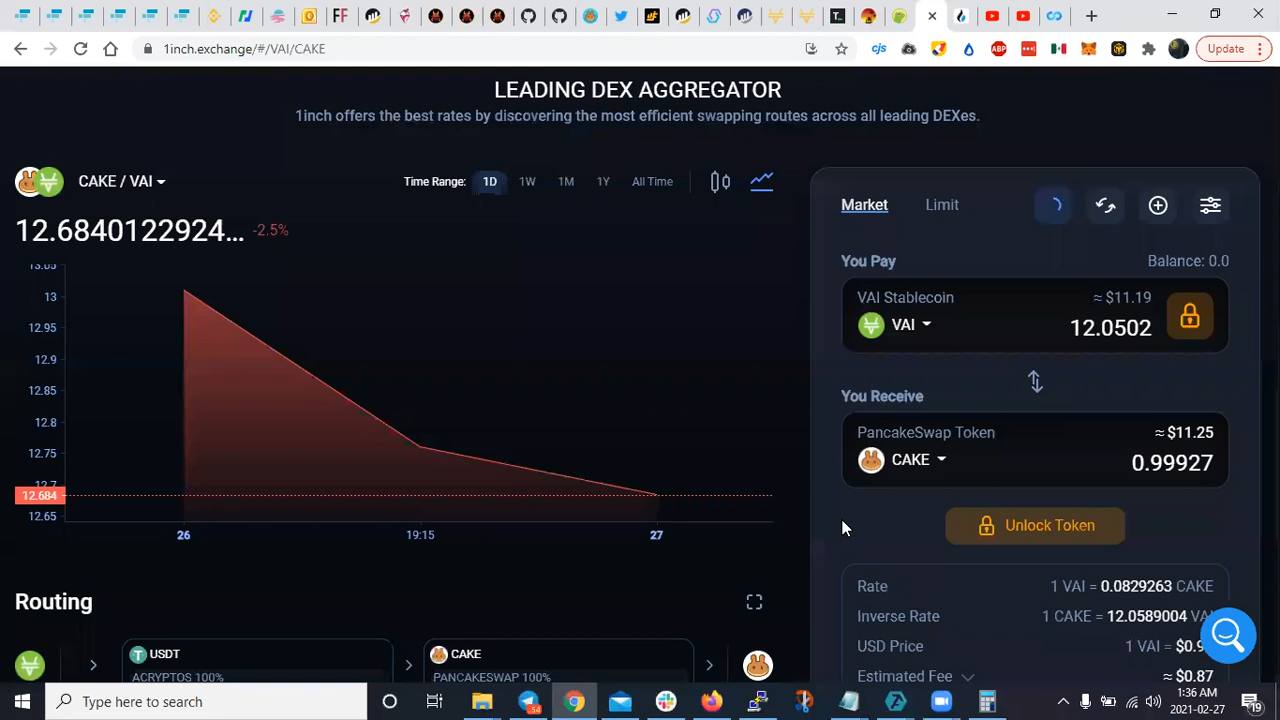 1inch.exchange/#/VAI/CAKE
Update
LEADING DEX AGGREGATOR
1inch offers the best rates by discovering the most efficient swapping routes across all leading DEXes.
CAKE / VAI
Time Range: 1D 1W 1M 1Y All Time
12.6840122924... -2.5%
13.05
13
12.95
12.9
12.85
12.8
12.75
12.7
12.684
12.65
26 19:15 27
Market Limit
You Pay Balance: 0.0
VAI Stablecoin ≈ $11.19
VAI 12.0502
You Receive
PancakeSwap Token ≈ $11.25
CAKE 0.99927
Unlock Token
Rate 1 VAI = 0.0829263 CAKE
Inverse Rate 1 CAKE = 12.0589004
USD Price 1 VAI =
Estimated Fee ≈ $0.87
Routing
USDT
ACRYPTOS 100%
CAKE
PANCAKESWAP 100%
Type here to search
54
1:36 AM
2021-02-27
19